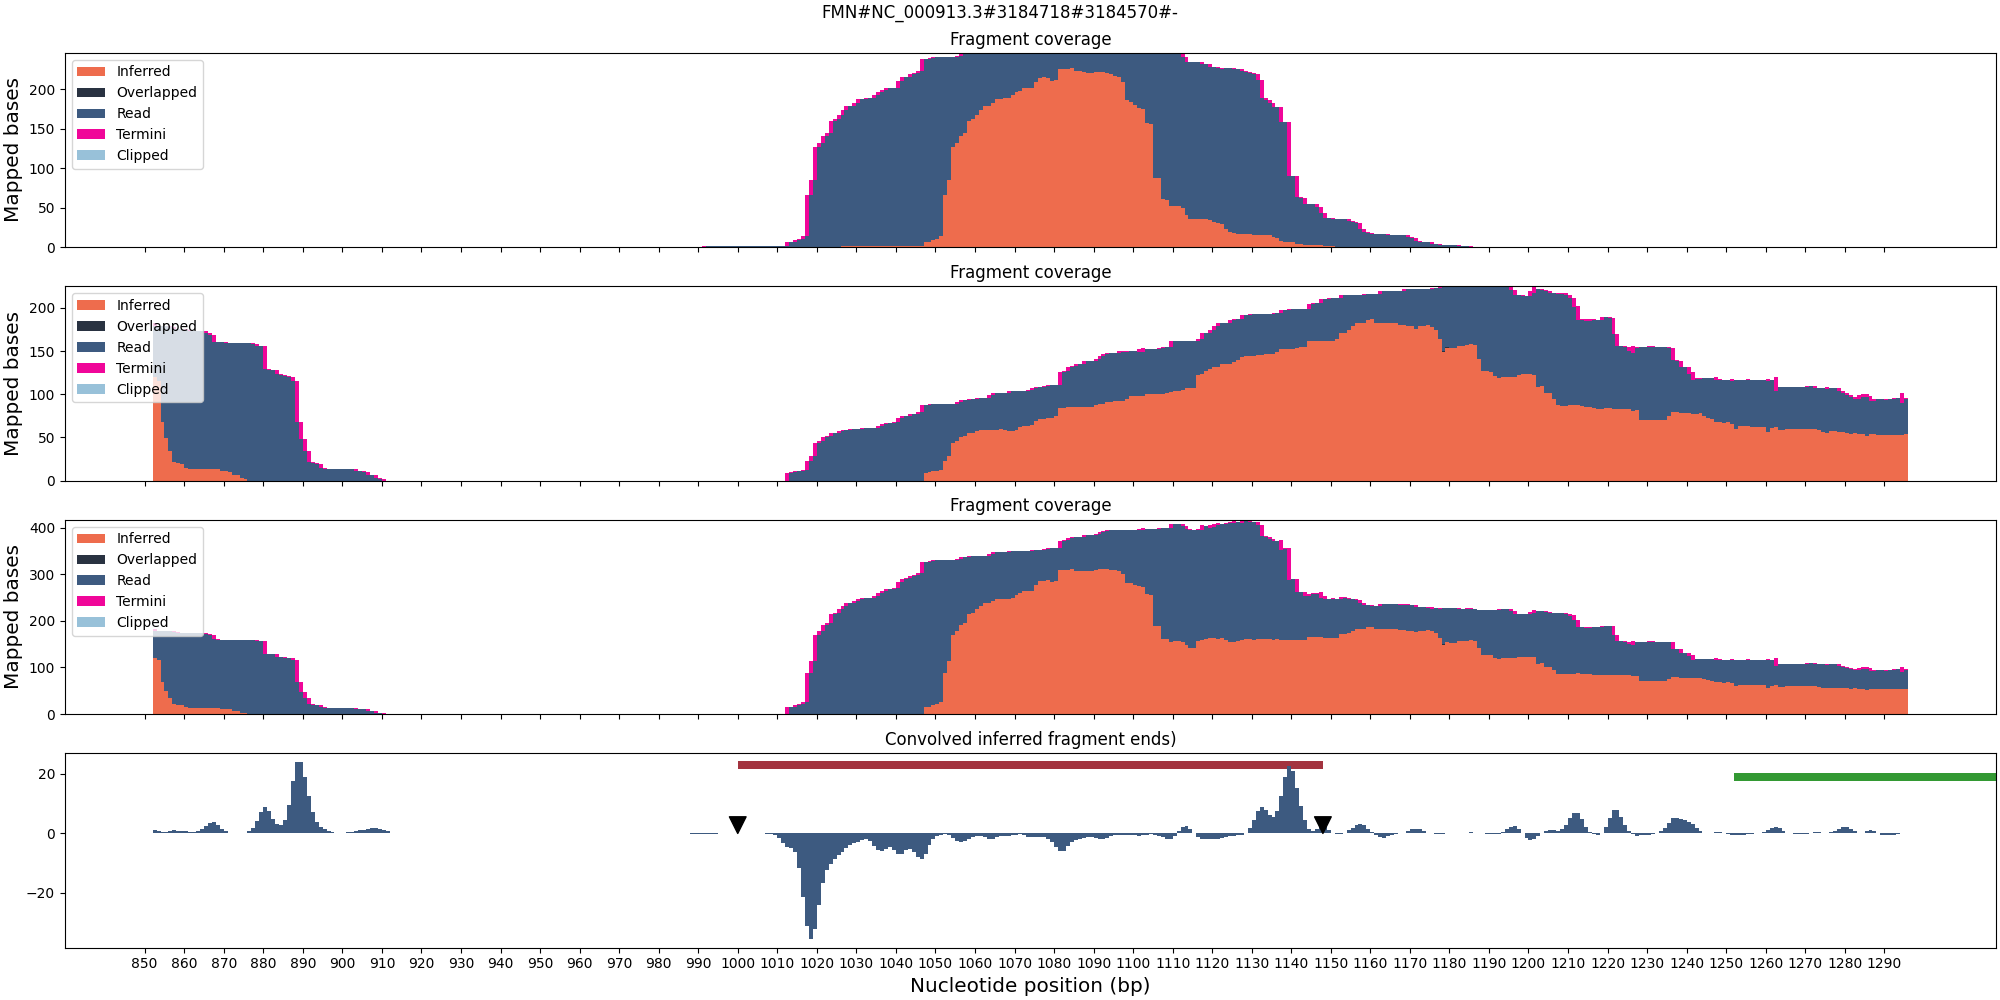 FMN#NC_000913.3#3184718#3184570#-
Fragment coverage
Mapped bases
200
150
100
50
0
Inferred
Overlapped
Read
Termini
Clipped
Fragment coverage
Mapped bases
200
150
100
50
0
Inferred
Overlapped
Read
Termini
Clipped
Fragment coverage
Mapped bases
400
300
200
100
0
Inferred
Overlapped
Read
Termini
Clipped
Convolved inferred fragment ends)
20
0
−20
850 860 870 880 890 900 910 920 930 940 950 960 970 980 990 1000 1010 1020 1030 1040 1050 1060 1070 1080 1090 1100 1110 1120 1130 1140 1150 1160 1170 1180 1190 1200 1210 1220 1230 1240 1250 1260 1270 1280 1290
Nucleotide position (bp)